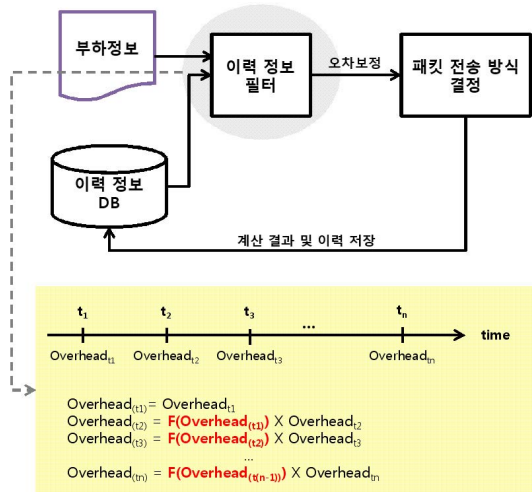 부하정보
이력 정보
필터
오차보정
패킷 전송 방식
결정
이력 정보
DB
계산 결과 및 이력 저장
t1 t2 t3 ... tn
time
Overheadt1 Overheadt2 Overheadt3 Overheadtn
Overhead(t1)= Overheadt1
Overhead(t2) = F(Overhead(t1)) X Overheadt2
Overhead(t3) = F(Overhead(t2)) X Overheadt3
...
Overhead(tn) = F(Overhead(t(n-1))) X Overheadtn